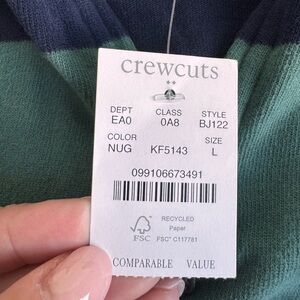 crewcuts
DEPT CLASS STYLE
EA0 0A8 BJ122
COLOR SIZE
NUG KF5143 L
099106673491
RECYCLED
Paper
FSC FSC® C117781
COMPARABLE VALUE